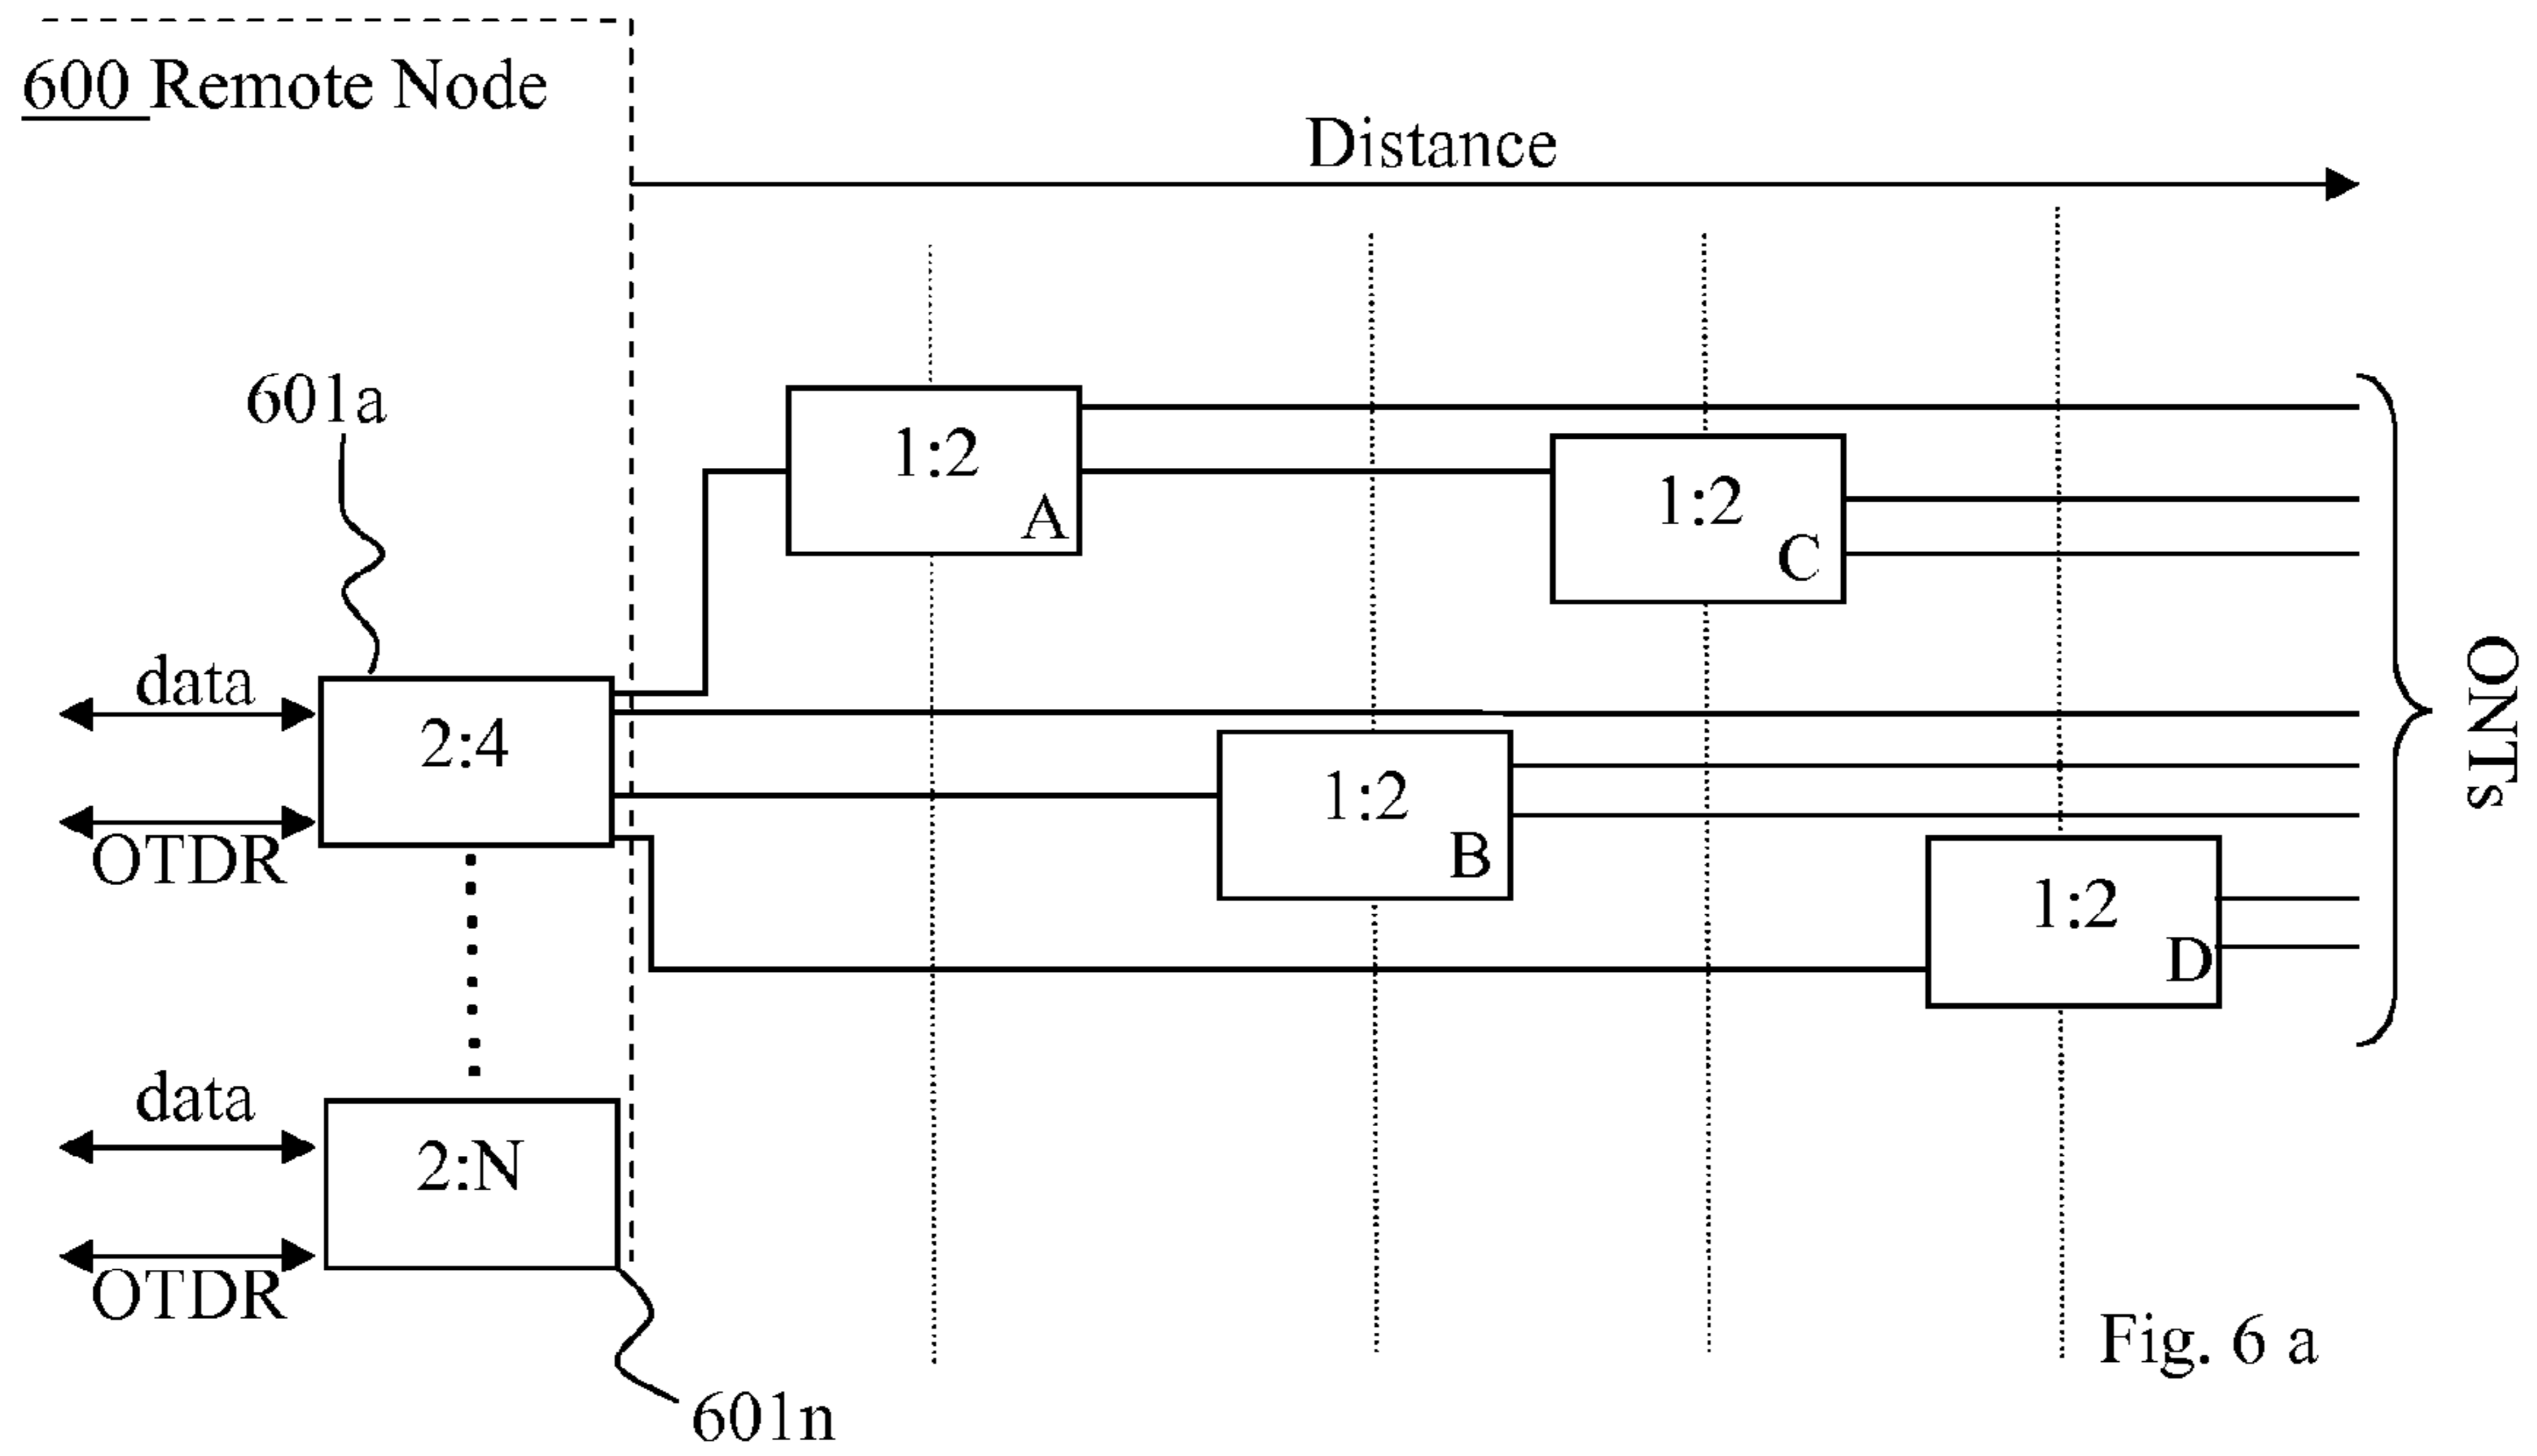 600 Remote Node
Distance
601a
1:2
A
1:2
C
data
2:4
OTDR
1:2
B
1:2
D
ONTs
data
2:N
OTDR
601n
Fig. 6 a